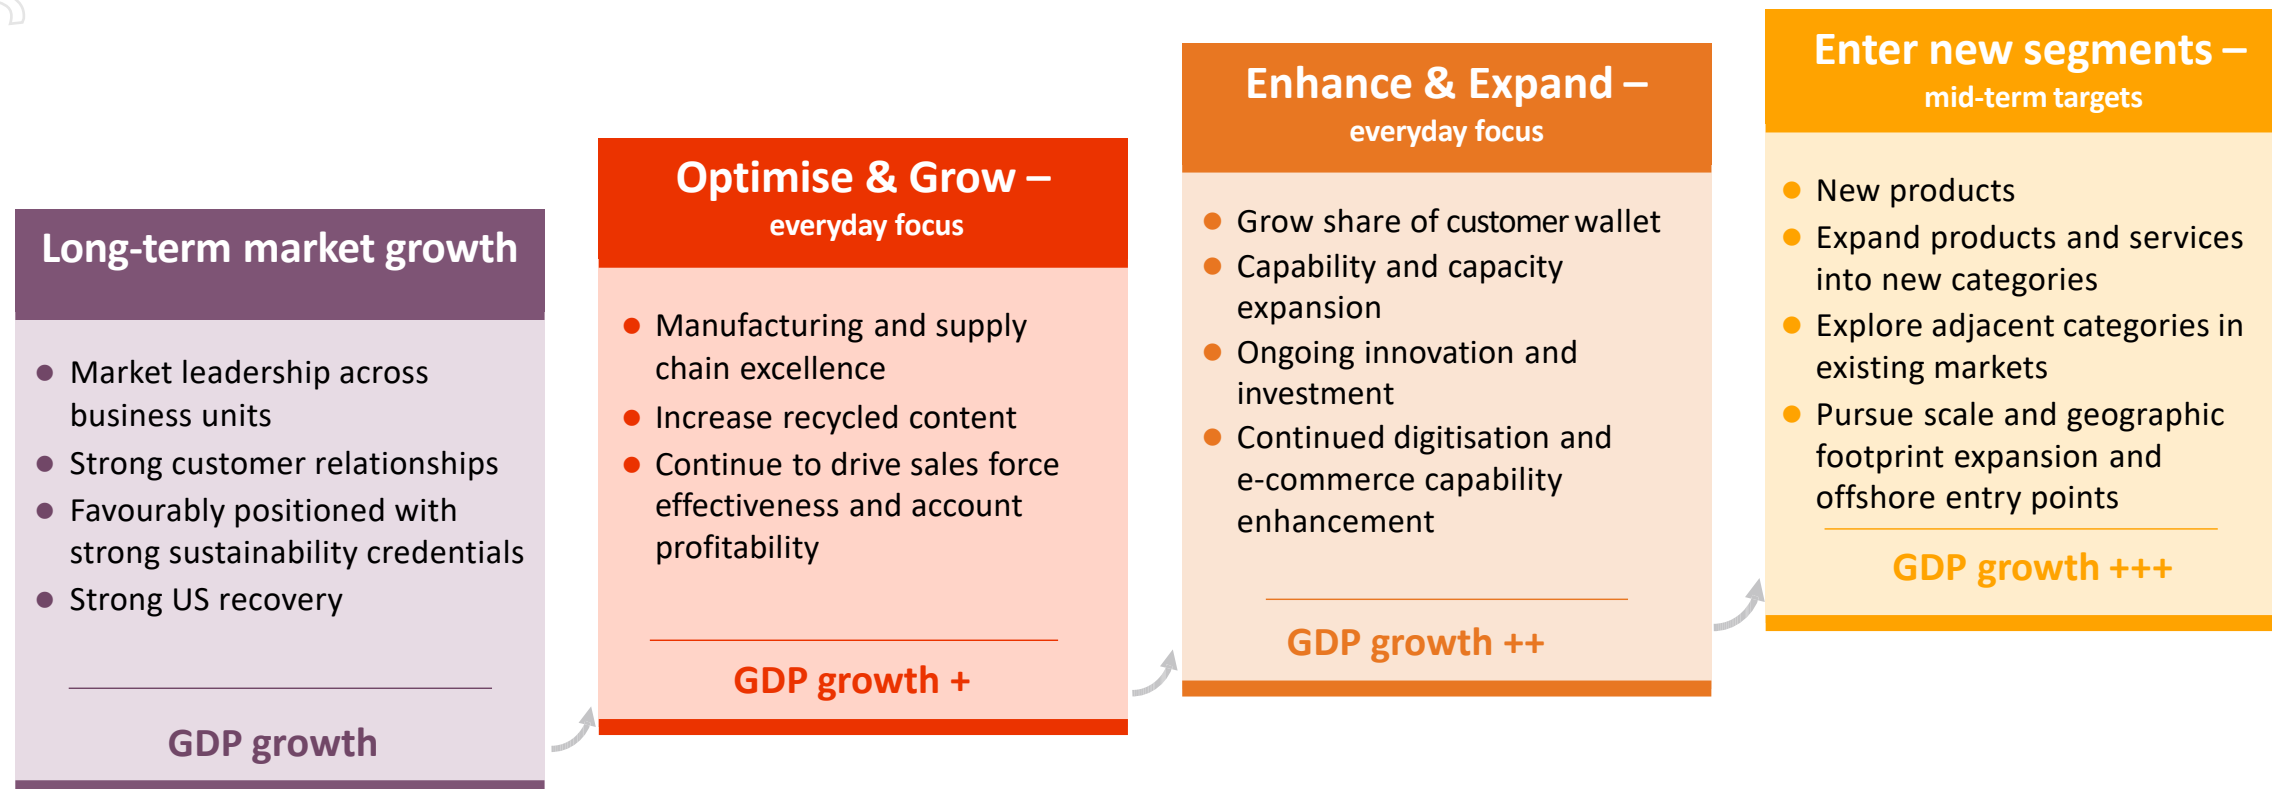 Long-term market growth
● Market leadership across
business units
● Strong customer relationships
● Favourably positioned with
strong sustainability credentials
● Strong US recovery
GDP growth
Optimise & Grow –
everyday focus
● Manufacturing and supply
chain excellence
● Increase recycled content
● Continue to drive sales force
effectiveness and account
profitability
GDP growth +
Enhance & Expand –
everyday focus
● Grow share of customer wallet
● Capability and capacity
expansion
● Ongoing innovation and
investment
● Continued digitisation and
e-commerce capability
enhancement
GDP growth ++
Enter new segments –
mid-term targets
● New products
● Expand products and services
into new categories
● Explore adjacent categories in
existing markets
● Pursue scale and geographic
footprint expansion and
offshore entry points
GDP growth +++